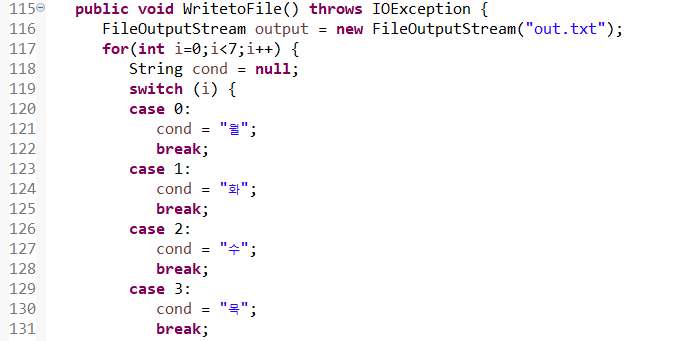 115 public void WritetoFile() throws IOException {
116 FileOutputStream output = new FileOutputStream("out.txt");
117 for(int i=0;i<7;i++) {
118 String cond = null;
119 switch (i) {
120 case 0:
121 cond = "월";
122 break;
123 case 1:
124 cond = "화";
125 break;
126 case 2:
127 cond = "수";
128 break;
129 case 3:
130 cond = "목";
131 break;